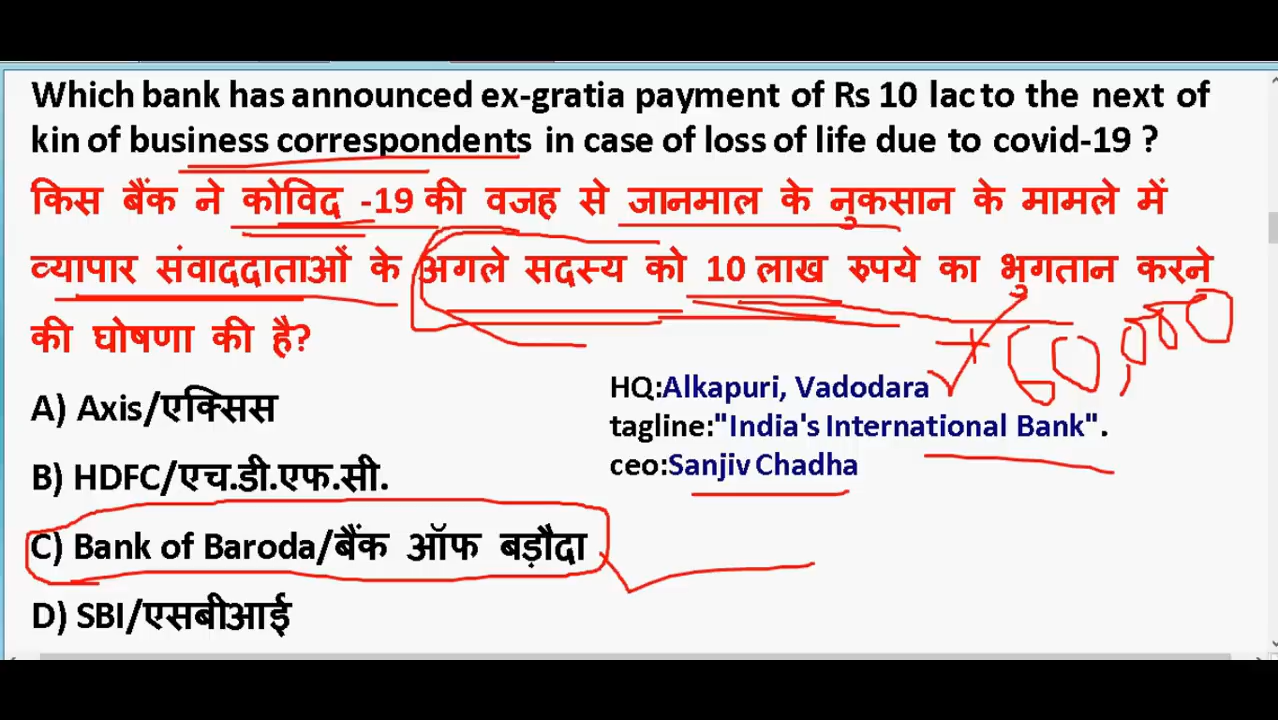 Which bank has announced ex-gratia payment of Rs 10 lac to the next of
kin of business correspondents in case of loss of life due to covid-19 ?
किस बैंक ने कोविद -19 की वजह से जानमाल के नुकसान के मामले में
व्यापार संवाददाताओं के अगले सदस्य को 10 लाख रुपये का भुगतान करने
की घोषणा की है?
A) Axis/एक्सिस
HQ:Alkapuri, Vadodara
tagline:"India's International Bank".
ceo:Sanjiv Chadha
B) HDFC/एच.डी.एफ.सी.
C) Bank of Baroda/बैंक ऑफ बड़ौदा
D) SBI/एसबीआई